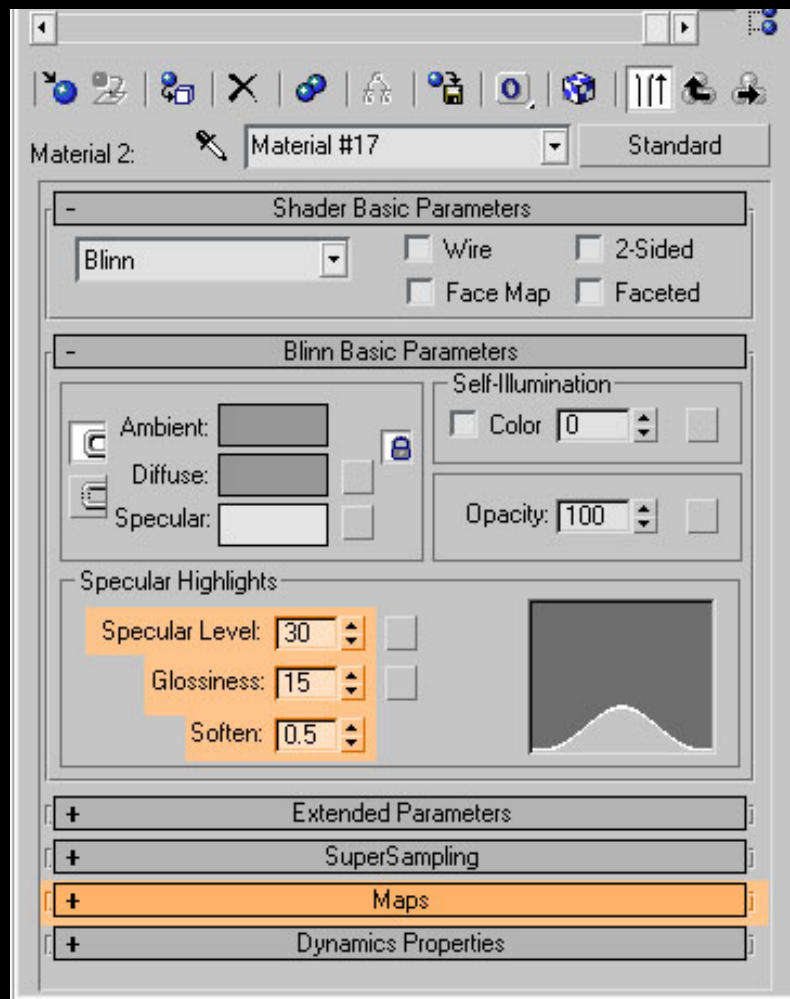 Material 2: Material #17 Standard
- Shader Basic Parameters
Blinn Wire 2-Sided
Face Map Faceted
- Blinn Basic Parameters
Self-Illumination
Ambient: Color 0
Diffuse:
Specular: Opacity: 100
Specular Highlights
Specular Level: 30
Glossiness: 15
Soften: 0.5
+ Extended Parameters
+ SuperSampling
+ Maps
+ Dynamics Properties